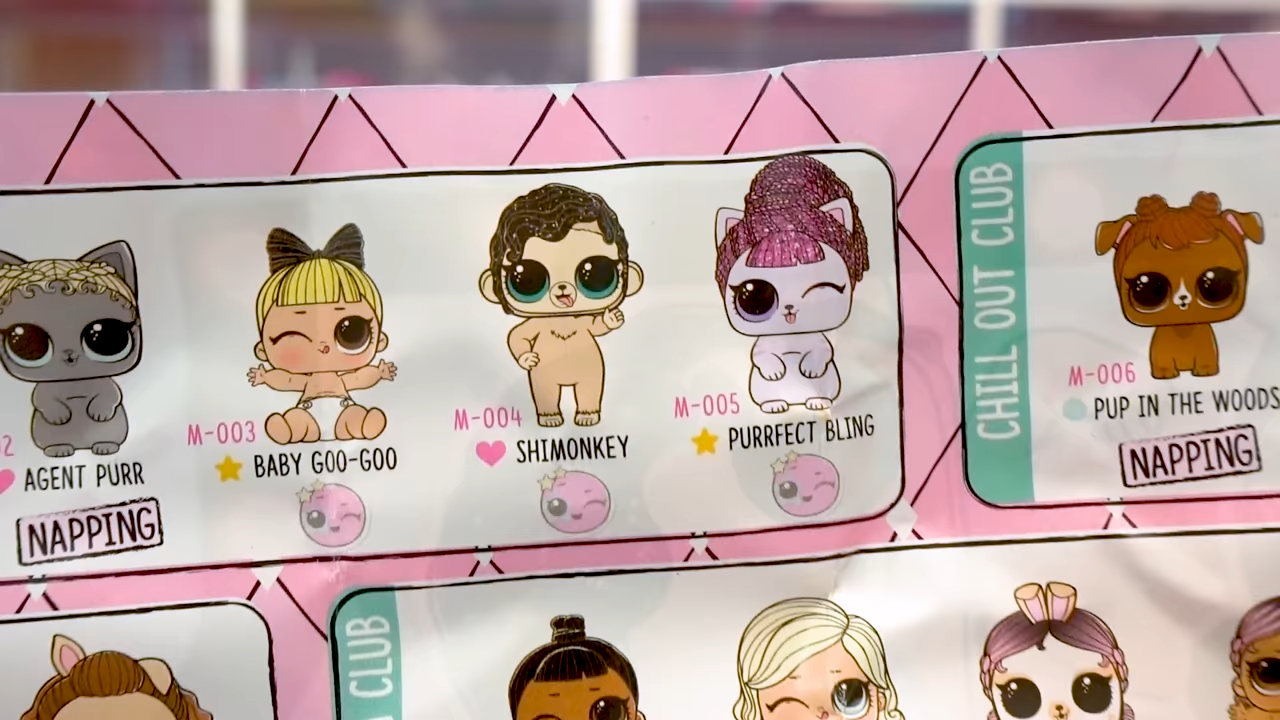 AGENT PURR
NAPPING
M-003
BABY GOO-GOO
M-004
SHIMONKEY
M-005
PURRFECT BLING
CHILL OUT CLUB
M-006
PUP IN THE WOODS
NAPPING
CLUB